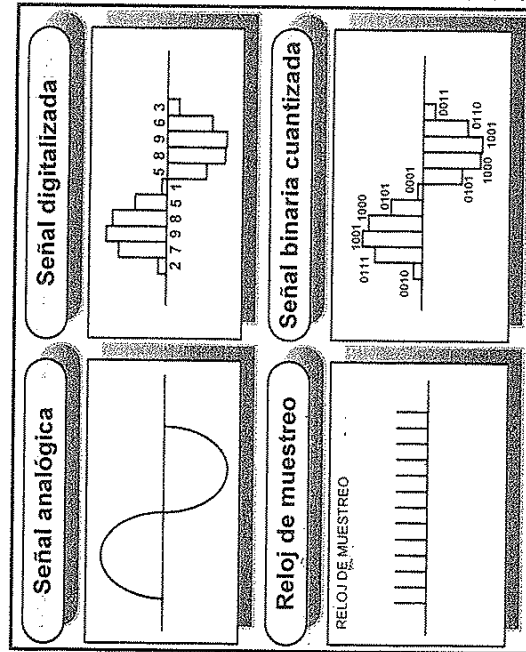 Señal analógica
Señal digitalizada
2 7 9 8 5 1
5 8 9 6 3
Reloj de muestreo
RELOJ DE MUESTREO
Señal binaria cuantizada
0010
0111
1001
1000
0101
0001
0101
1000
1001
0110
0011